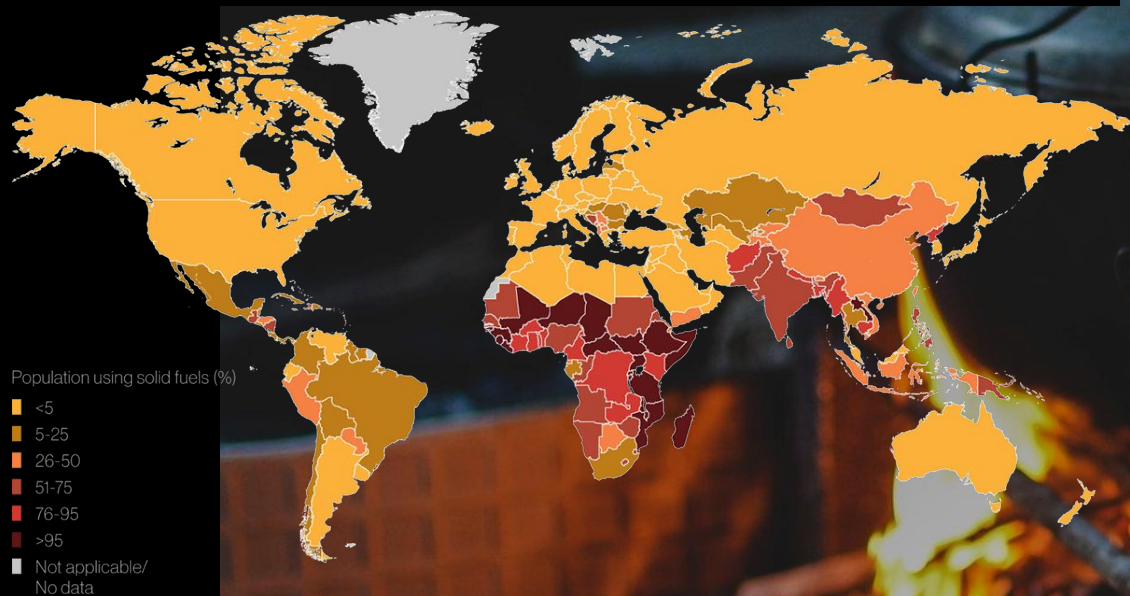 Population using solid fuels (%)
<5
5-25
26-50
51-75
76-95
>95
Not applicable/
No data